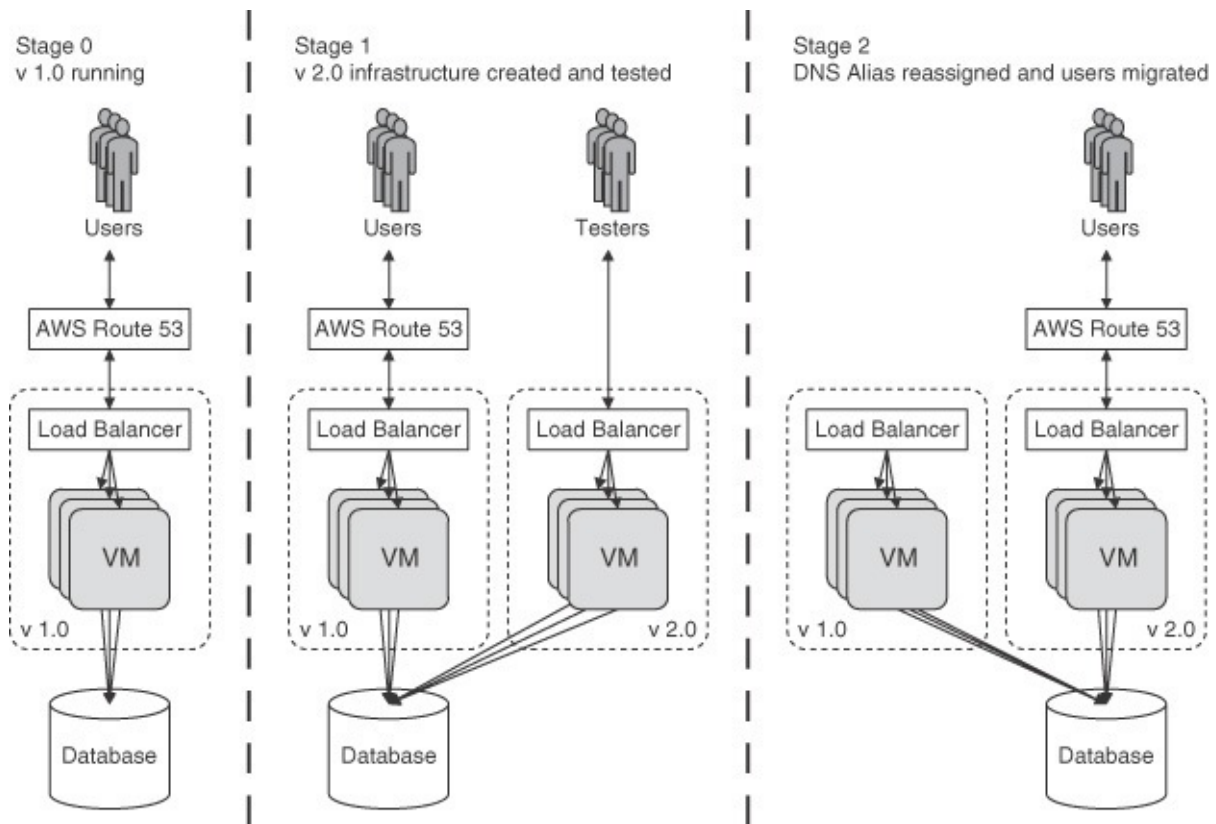 Stage 0
v 1.0 running
Users
AWS Route 53
Load Balancer
VM
v 1.0
Database
Stage 1
v 2.0 infrastructure created and tested
Users
Testers
AWS Route 53
Load Balancer
Load Balancer
VM
VM
v 1.0
v 2.0
Database
Stage 2
DNS Alias reassigned and users migrated
Users
AWS Route 53
Load Balancer
Load Balancer
VM
VM
v 1.0
v 2.0
Database